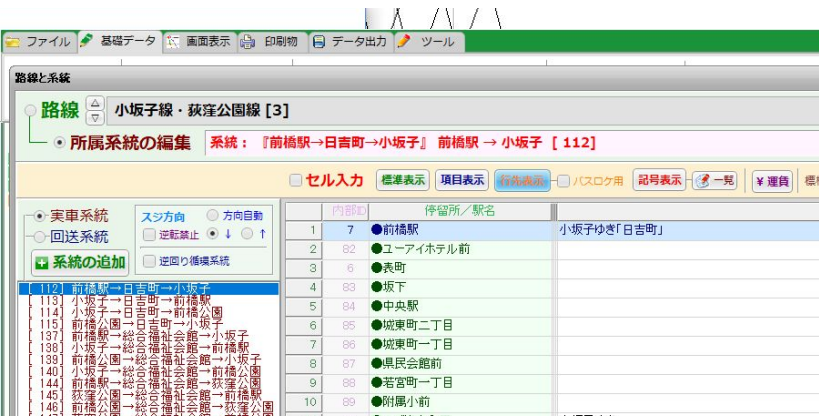 ファイル 基礎データ 画面表示 印刷物 データ出力 ツール
路線と系統
路線 小坂子線・荻窪公園線 [3]
所属系統の編集 系統：『前橋駅→日吉町→小坂子』 前橋駅 → 小坂子 [ 112]
セル入力 標準表示 項目表示 行先表示 バスロケ用 記号表示 一覧 ¥運賃
実車系統 スジ方向 方向自動
回送系統 逆転禁止 ↓ ↑
系統の追加 逆回り循環系統
内部ID 停留所／駅名
1 7 ●前橋駅 小坂子ゆき「日吉町」
2 82 ●ユーアイホテル前
3 6 ●表町
4 83 ●坂下
5 84 ●中央駅
6 85 ●城東町二丁目
7 86 ●城東町一丁目
8 87 ●県民会館前
9 88 ●若宮町一丁目
10 89 ●附属小前
[ 112] 前橋駅→日吉町→小坂子
[ 113] 小坂子→日吉町→前橋駅
[ 114] 小坂子→日吉町→前橋公園
[ 115] 前橋公園→日吉町→小坂子
[ 137] 前橋駅→総合福祉会館→小坂子
[ 138] 小坂子→総合福祉会館→前橋駅
[ 139] 前橋公園→総合福祉会館→小坂子
[ 140] 小坂子→総合福祉会館→前橋公園
[ 144] 前橋駅→総合福祉会館→荻窪公園
[ 145] 荻窪公園→総合福祉会館→前橋駅
[ 146] 前橋公園→総合福祉会館→荻窪公園